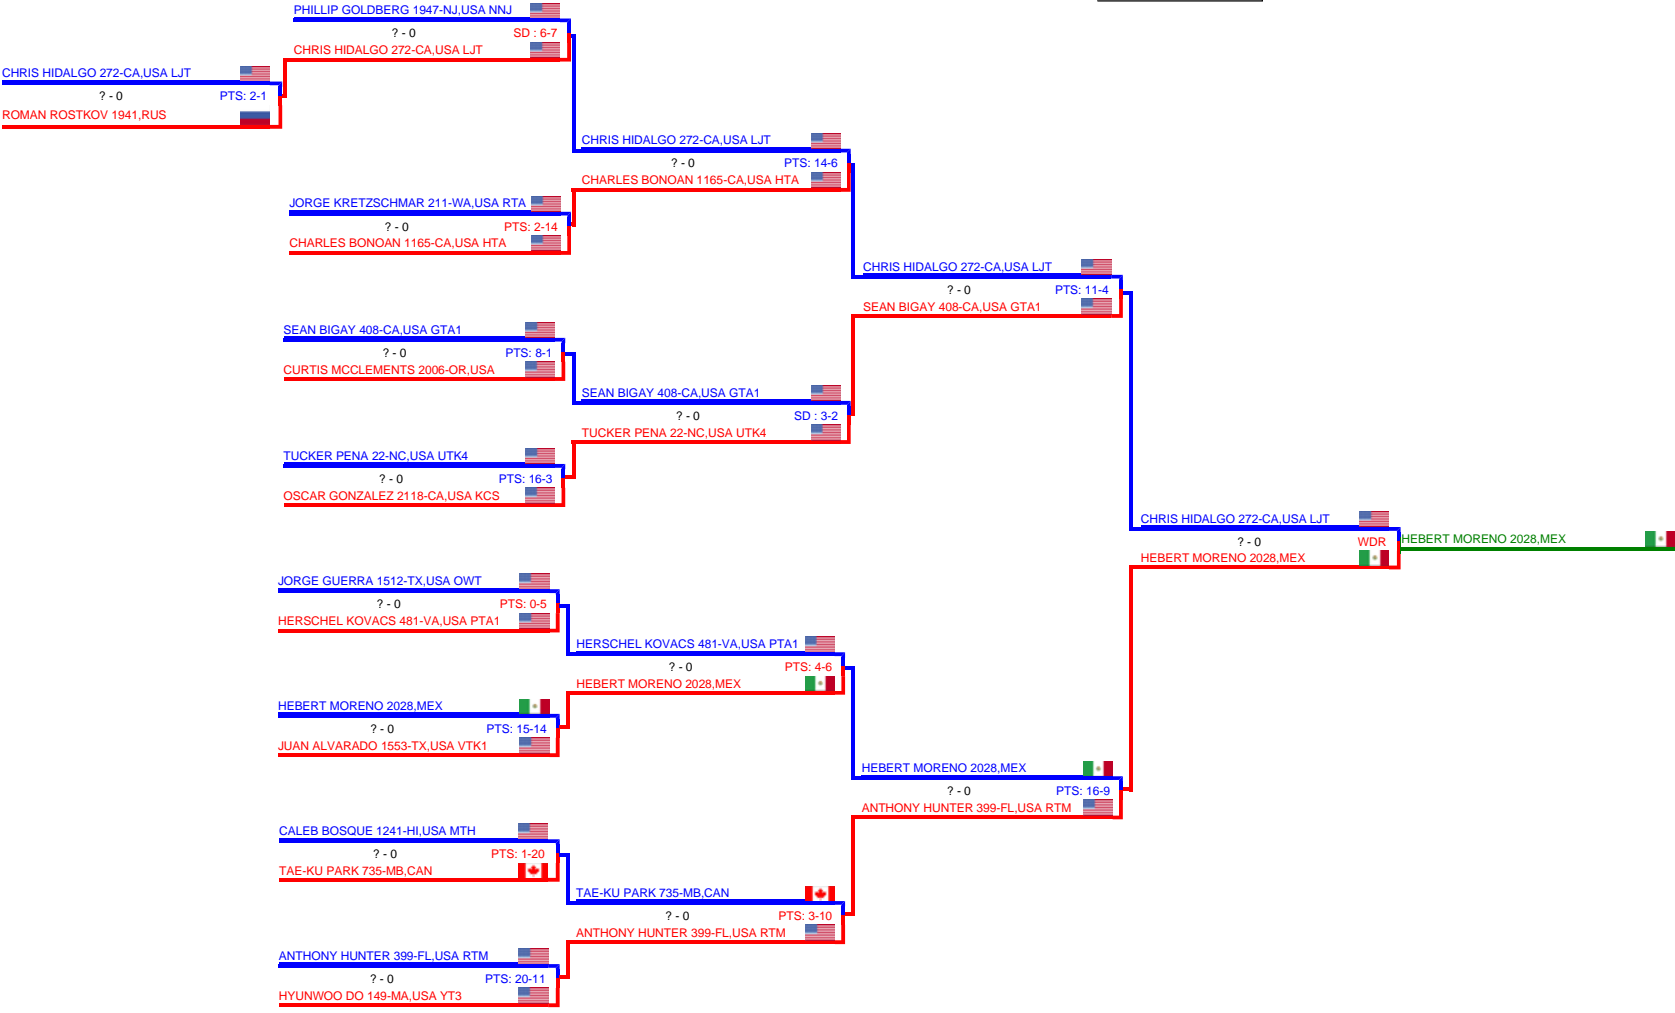 PHILLIP GOLDBERG 1947-NJ,USA NNJ
? - 0 SD : 6-7
CHRIS HIDALGO 272-CA,USA LJT
CHRIS HIDALGO 272-CA,USA LJT
? - 0 PTS: 2-1
ROMAN ROSTKOV 1941,RUS
CHRIS HIDALGO 272-CA,USA LJT
? - 0 PTS: 14-6
CHARLES BONOAN 1165-CA,USA HTA
JORGE KRETZSCHMAR 211-WA,USA RTA
? - 0 PTS: 2-14
CHARLES BONOAN 1165-CA,USA HTA
CHRIS HIDALGO 272-CA,USA LJT
? - 0 PTS: 11-4
SEAN BIGAY 408-CA,USA GTA1
SEAN BIGAY 408-CA,USA GTA1
? - 0 PTS: 8-1
CURTIS MCCLEMENTS 2006-OR,USA
SEAN BIGAY 408-CA,USA GTA1
? - 0 SD : 3-2
TUCKER PENA 22-NC,USA UTK4
TUCKER PENA 22-NC,USA UTK4
? - 0 PTS: 16-3
OSCAR GONZALEZ 2118-CA,USA KCS
CHRIS HIDALGO 272-CA,USA LJT
? - 0 WDR
HEBERT MORENO 2028,MEX
HEBERT MORENO 2028,MEX
JORGE GUERRA 1512-TX,USA OWT
? - 0 PTS: 0-5
HERSCHEL KOVACS 481-VA,USA PTA1
HERSCHEL KOVACS 481-VA,USA PTA1
? - 0 PTS: 4-6
HEBERT MORENO 2028,MEX
HEBERT MORENO 2028,MEX
? - 0 PTS: 15-14
JUAN ALVARADO 1553-TX,USA VTK1
HEBERT MORENO 2028,MEX
? - 0 PTS: 16-9
ANTHONY HUNTER 399-FL,USA RTM
CALEB BOSQUE 1241-HI,USA MTH
? - 0 PTS: 1-20
TAE-KU PARK 735-MB,CAN
TAE-KU PARK 735-MB,CAN
? - 0 PTS: 3-10
ANTHONY HUNTER 399-FL,USA RTM
ANTHONY HUNTER 399-FL,USA RTM
? - 0 PTS: 20-11
HYUNWOO DO 149-MA,USA YT3